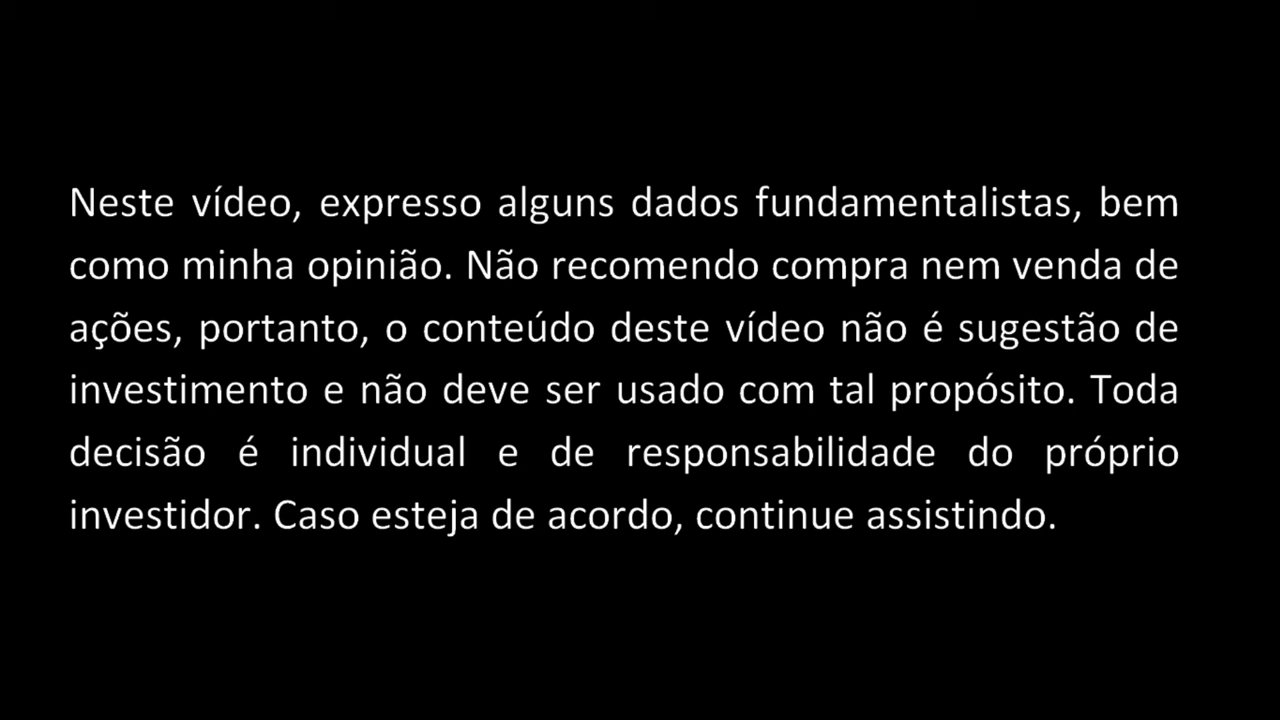 Neste vídeo, expresso alguns dados fundamentalistas, bem
como minha opinião. Não recomendo compra nem venda de
ações, portanto, o conteúdo deste vídeo não é sugestão de
investimento e não deve ser usado com tal propósito. Toda
decisão é individual e de responsabilidade do próprio
investidor. Caso esteja de acordo, continue assistindo.